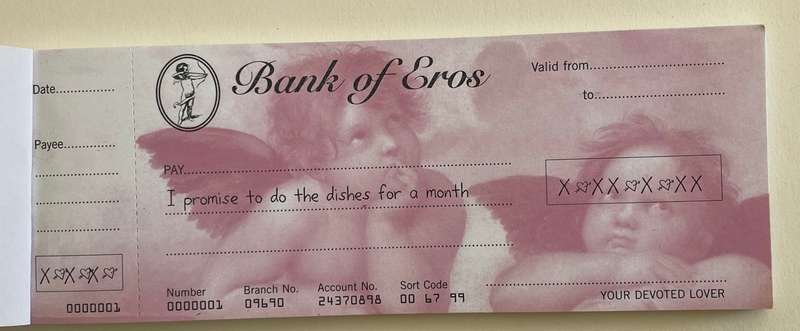 Date...............
Payee.............
X X X
0000001
Bank of Eros
Valid from
to
PAY
I promise to do the dishes for a month
X XX X XX
Number Branch No. Account No. Sort Code
0000001 09690 24370898 00 67 99
YOUR DEVOTED LOVER